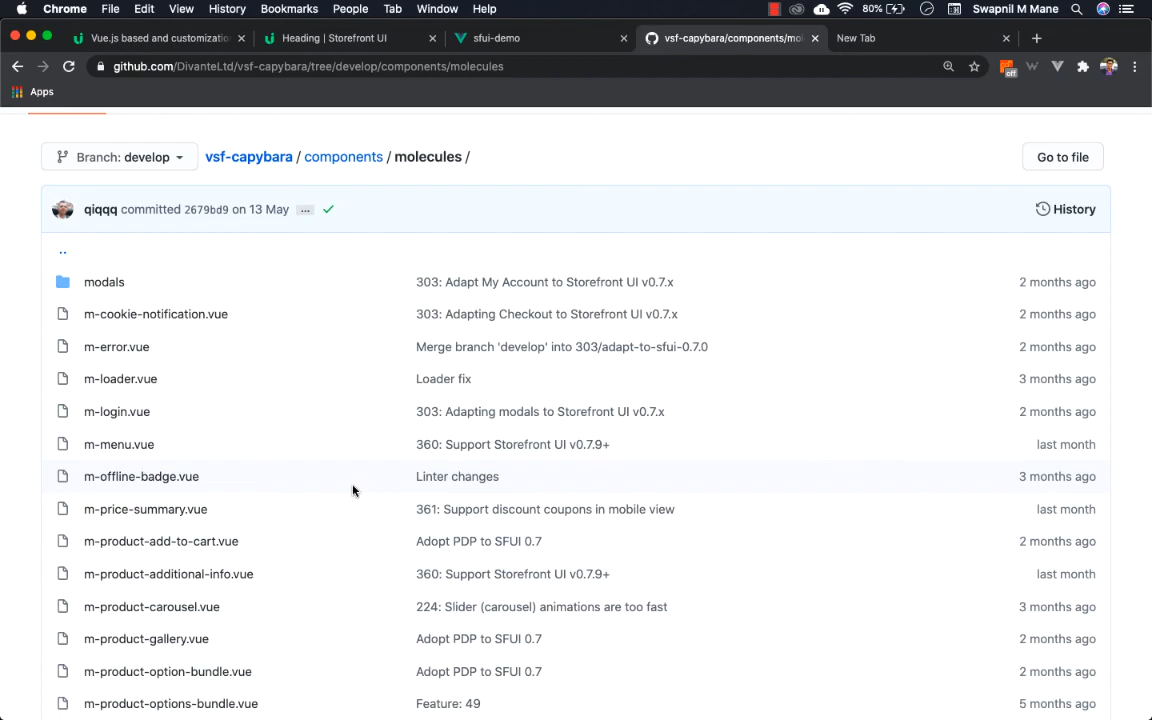 Chrome File Edit View History Bookmarks People Tab Window Help 80% Swapnil M Mane
Vue.js based and customizatio Heading | Storefront UI sfui-demo vsf-capybara/components/mol New Tab
github.com/DivanteLtd/vsf-capybara/tree/develop/components/molecules
off
Apps
Branch: develop vsf-capybara / components / molecules / Go to file
qiqqq committed 2679bd9 on 13 May ... History
..
modals 303: Adapt My Account to Storefront UI v0.7.x 2 months ago
m-cookie-notification.vue 303: Adapting Checkout to Storefront UI v0.7.x 2 months ago
m-error.vue Merge branch 'develop' into 303/adapt-to-sfui-0.7.0 2 months ago
m-loader.vue Loader fix 3 months ago
m-login.vue 303: Adapting modals to Storefront UI v0.7.x 2 months ago
m-menu.vue 360: Support Storefront UI v0.7.9+ last month
m-offline-badge.vue Linter changes 3 months ago
m-price-summary.vue 361: Support discount coupons in mobile view last month
m-product-add-to-cart.vue Adopt PDP to SFUI 0.7 2 months ago
m-product-additional-info.vue 360: Support Storefront UI v0.7.9+ last month
m-product-carousel.vue 224: Slider (carousel) animations are too fast 3 months ago
m-product-gallery.vue Adopt PDP to SFUI 0.7 2 months ago
m-product-option-bundle.vue Adopt PDP to SFUI 0.7 2 months ago
m-product-options-bundle.vue Feature: 49 5 months ago